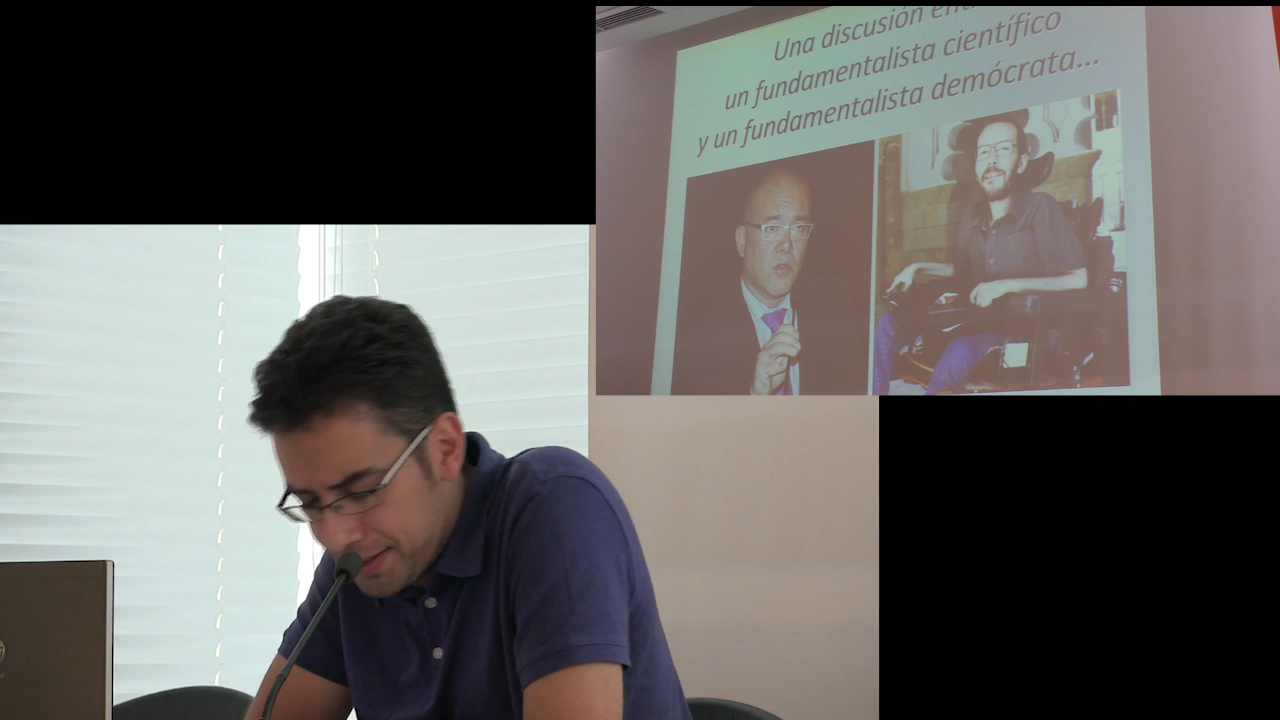 Una discusión
un fundamentalista científico
y un fundamentalista demócrata...